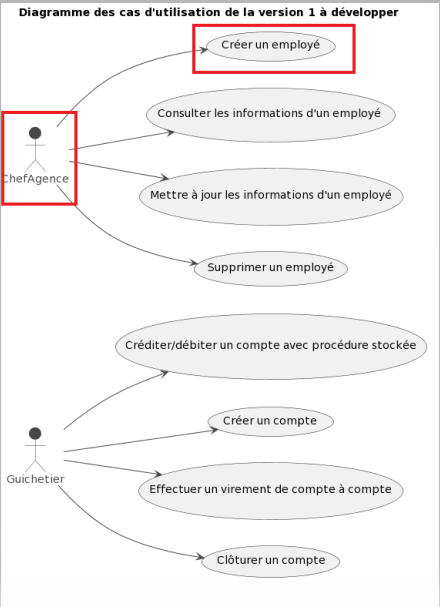 Diagramme des cas d'utilisation de la version 1 à développer
Créer un employé
Consulter les informations d'un employé
ChefAgence
Mettre à jour les informations d'un employé
Supprimer un employé
Créditer/débiter un compte avec procédure stockée
Créer un compte
Guichetier
Effectuer un virement de compte à compte
Clôturer un compte